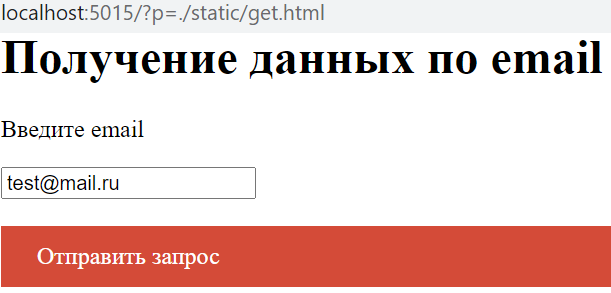 localhost:5015/?p=./static/get.html
Получение данных по email
Введите email
test@mail.ru
Отправить запрос